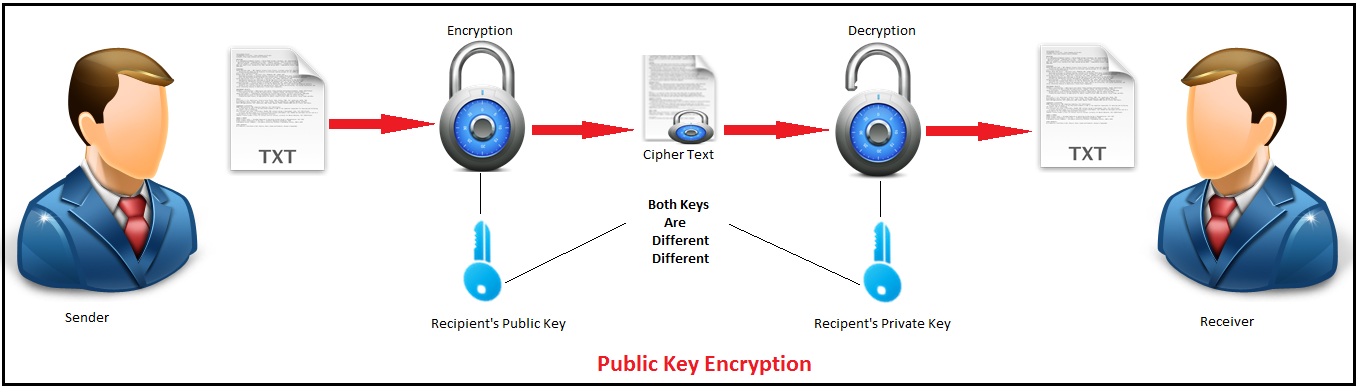 Encryption
Decryption
TXT
TXT
Cipher Text
Both Keys
Are
Different
Different
Sender
Recipient's Public Key
Recipent's Private Key
Receiver
Public Key Encryption